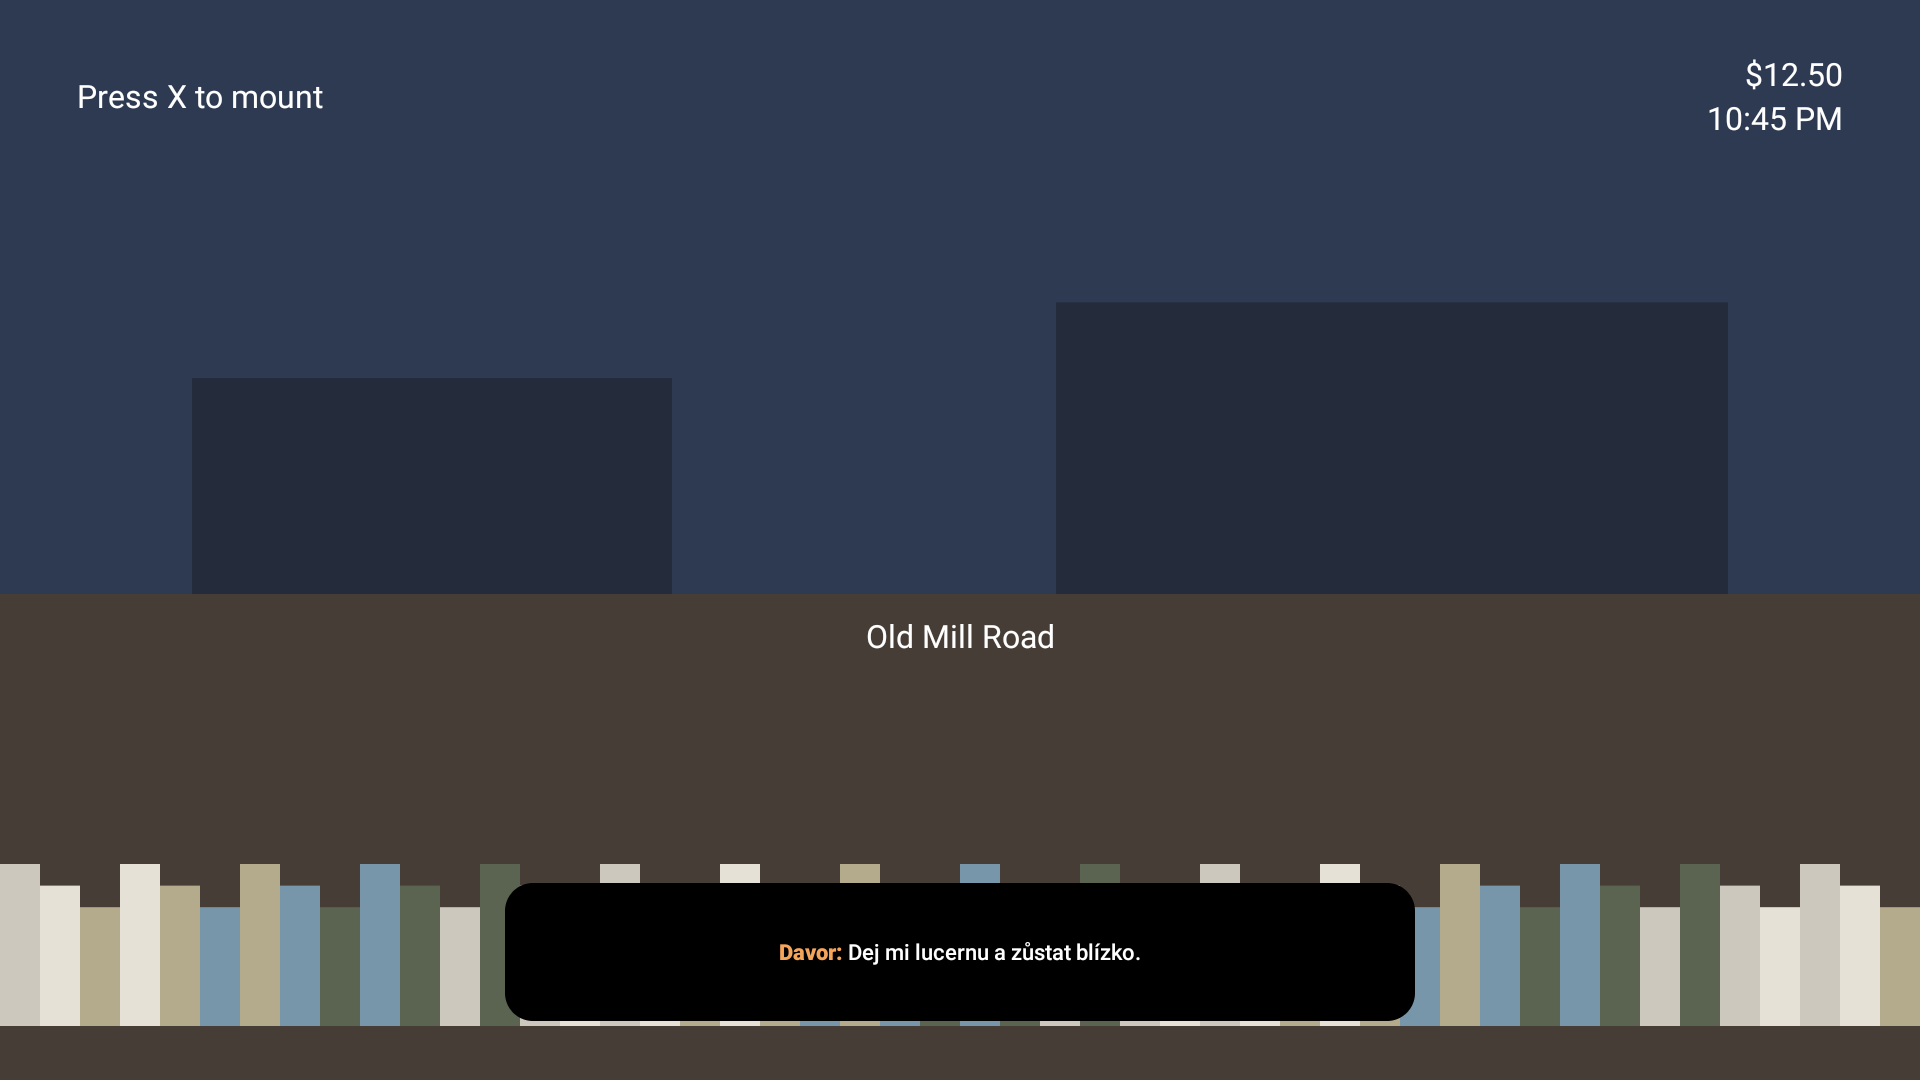 Press X to mount
$12.50
10:45 PM
Old Mill Road
Davor: Dej mi lucernu a zůstat blízko.